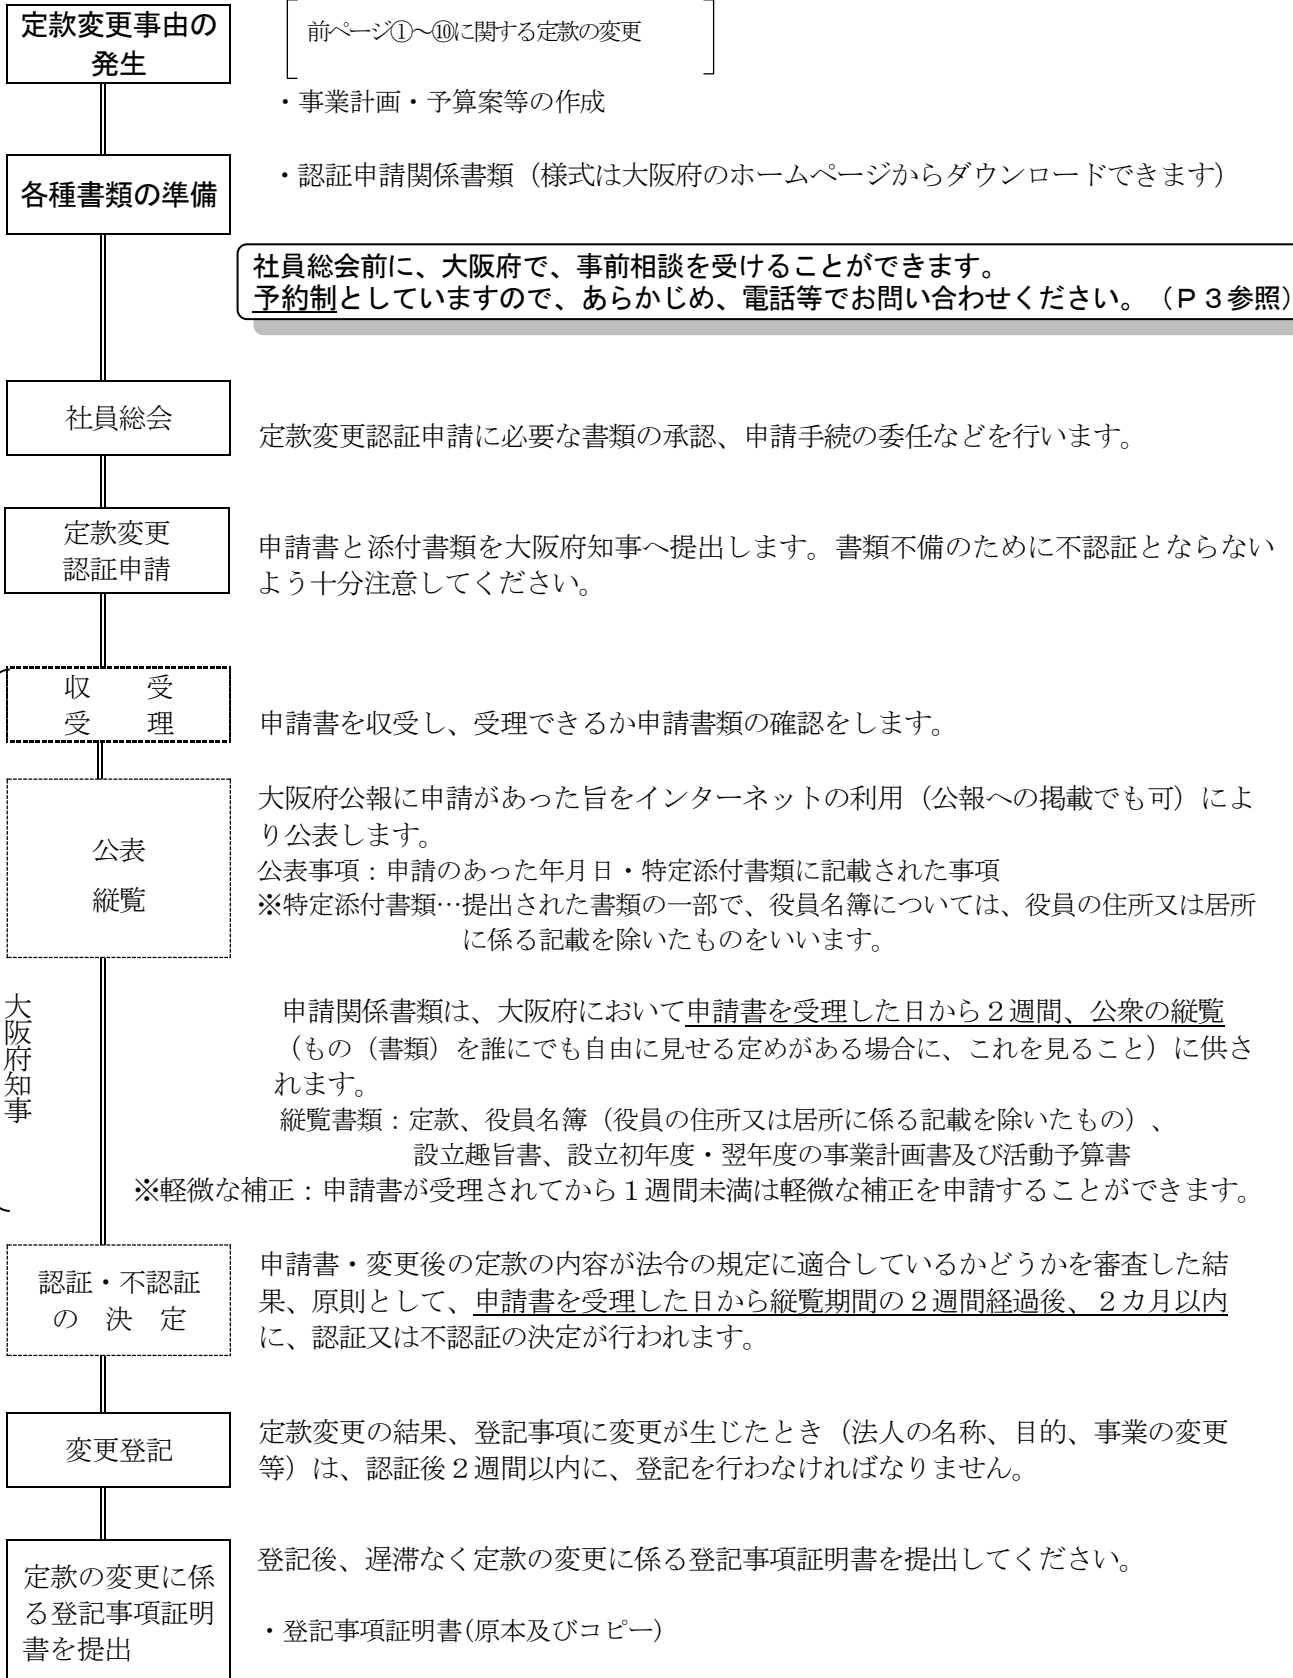 定款変更事由の
発生
前ページ①～⑩に関する定款の変更
・事業計画・予算案等の作成
各種書類の準備
・認証申請関係書類（様式は大阪府のホームページからダウンロードできます）
社員総会前に、大阪府で、事前相談を受けることができます。
予約制としていますので、あらかじめ、電話等でお問い合わせください。（Ｐ３参照）
社員総会
定款変更認証申請に必要な書類の承認、申請手続の委任などを行います。
定款変更
認証申請
申請書と添付書類を大阪府知事へ提出します。書類不備のために不認証とならない
よう十分注意してください。
収　　受
受　　理
申請書を収受し、受理できるか申請書類の確認をします。
公表
縦覧
大阪府公報に申請があった旨をインターネットの利用（公報への掲載でも可）によ
り公表します。
公表事項：申請のあった年月日・特定添付書類に記載された事項
※特定添付書類…提出された書類の一部で、役員名簿については、役員の住所又は居所
に係る記載を除いたものをいいます。
大阪府知事
申請関係書類は、大阪府において申請書を受理した日から２週間、公衆の縦覧
（もの（書類）を誰にでも自由に見せる定めがある場合に、これを見ること）に供さ
れます。
縦覧書類：定款、役員名簿（役員の住所又は居所に係る記載を除いたもの）、
設立趣旨書、設立初年度・翌年度の事業計画書及び活動予算書
※軽微な補正：申請書が受理されてから１週間未満は軽微な補正を申請することができます。
認証・不認証
の　決　定
申請書・変更後の定款の内容が法令の規定に適合しているかどうかを審査した結
果、原則として、申請書を受理した日から縦覧期間の２週間経過後、２カ月以内
に、認証又は不認証の決定が行われます。
変更登記
定款変更の結果、登記事項に変更が生じたとき（法人の名称、目的、事業の変更
等）は、認証後２週間以内に、登記を行わなければなりません。
定款の変更に係
る登記事項証明
書を提出
登記後、遅滞なく定款の変更に係る登記事項証明書を提出してください。
・登記事項証明書(原本及びコピー)